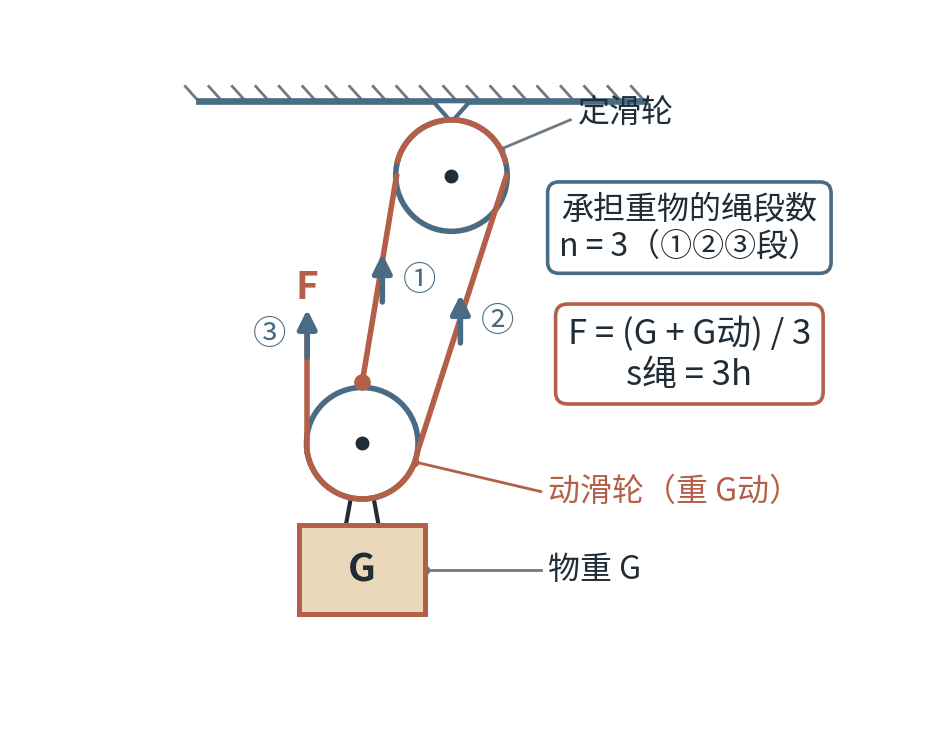 定滑轮
承担重物的绳段数
n = 3（①②③段）
F
①
②
③
F = (G + G动) / 3
s绳 = 3h
动滑轮（重 G动）
G
物重 G